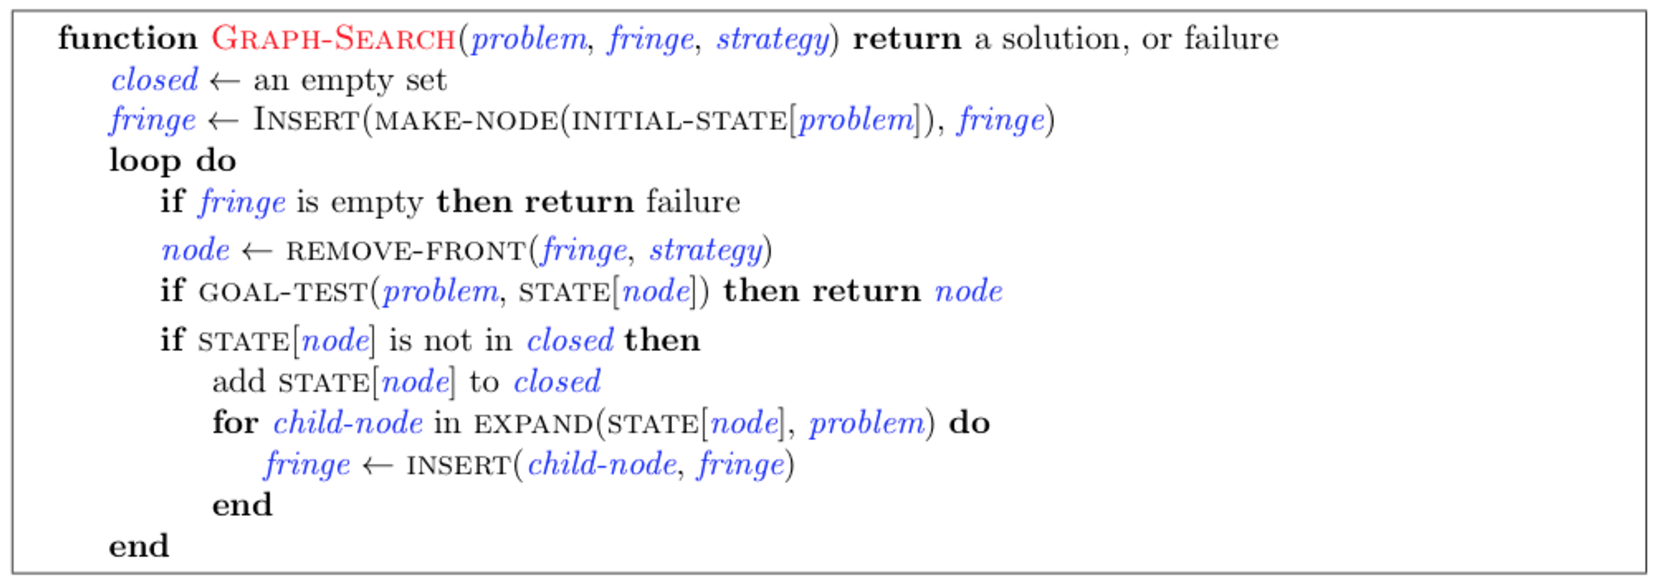 function GRAPH-SEARCH(problem, fringe, strategy) return a solution, or failure
closed ← an empty set
fringe ← INSERT(MAKE-NODE(INITIAL-STATE[problem]), fringe)
loop do
if fringe is empty then return failure
node ← REMOVE-FRONT(fringe, strategy)
if GOAL-TEST(problem, STATE[node]) then return node
if STATE[node] is not in closed then
add STATE[node] to closed
for child-node in EXPAND(STATE[node], problem) do
fringe ← INSERT(child-node, fringe)
end
end